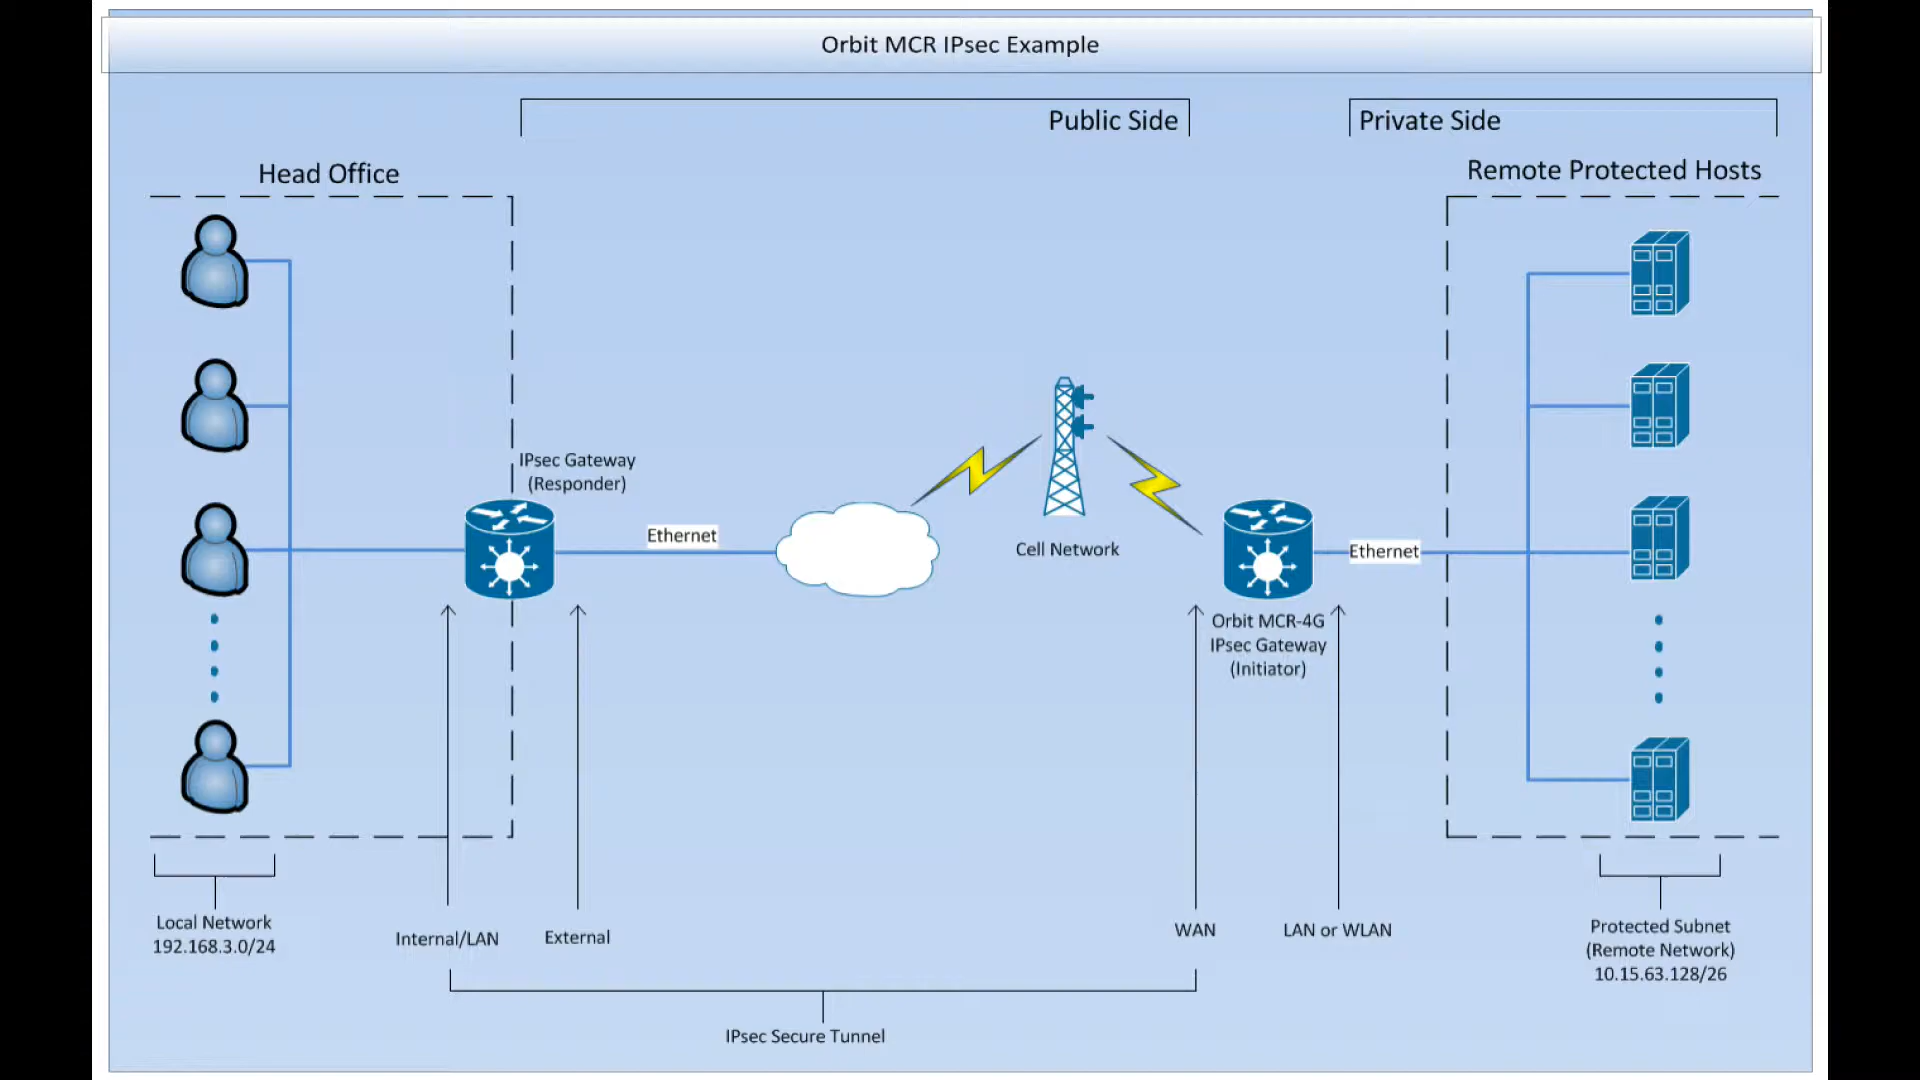 Orbit MCR IPsec Example
Public Side
Private Side
Head Office
Remote Protected Hosts
IPsec Gateway
(Responder)
Ethernet
Cell Network
Ethernet
Orbit MCR-4G
IPsec Gateway
(Initiator)
Local Network
192.168.3.0/24
Internal/LAN
External
WAN
LAN or WLAN
Protected Subnet
(Remote Network)
10.15.63.128/26
IPsec Secure Tunnel